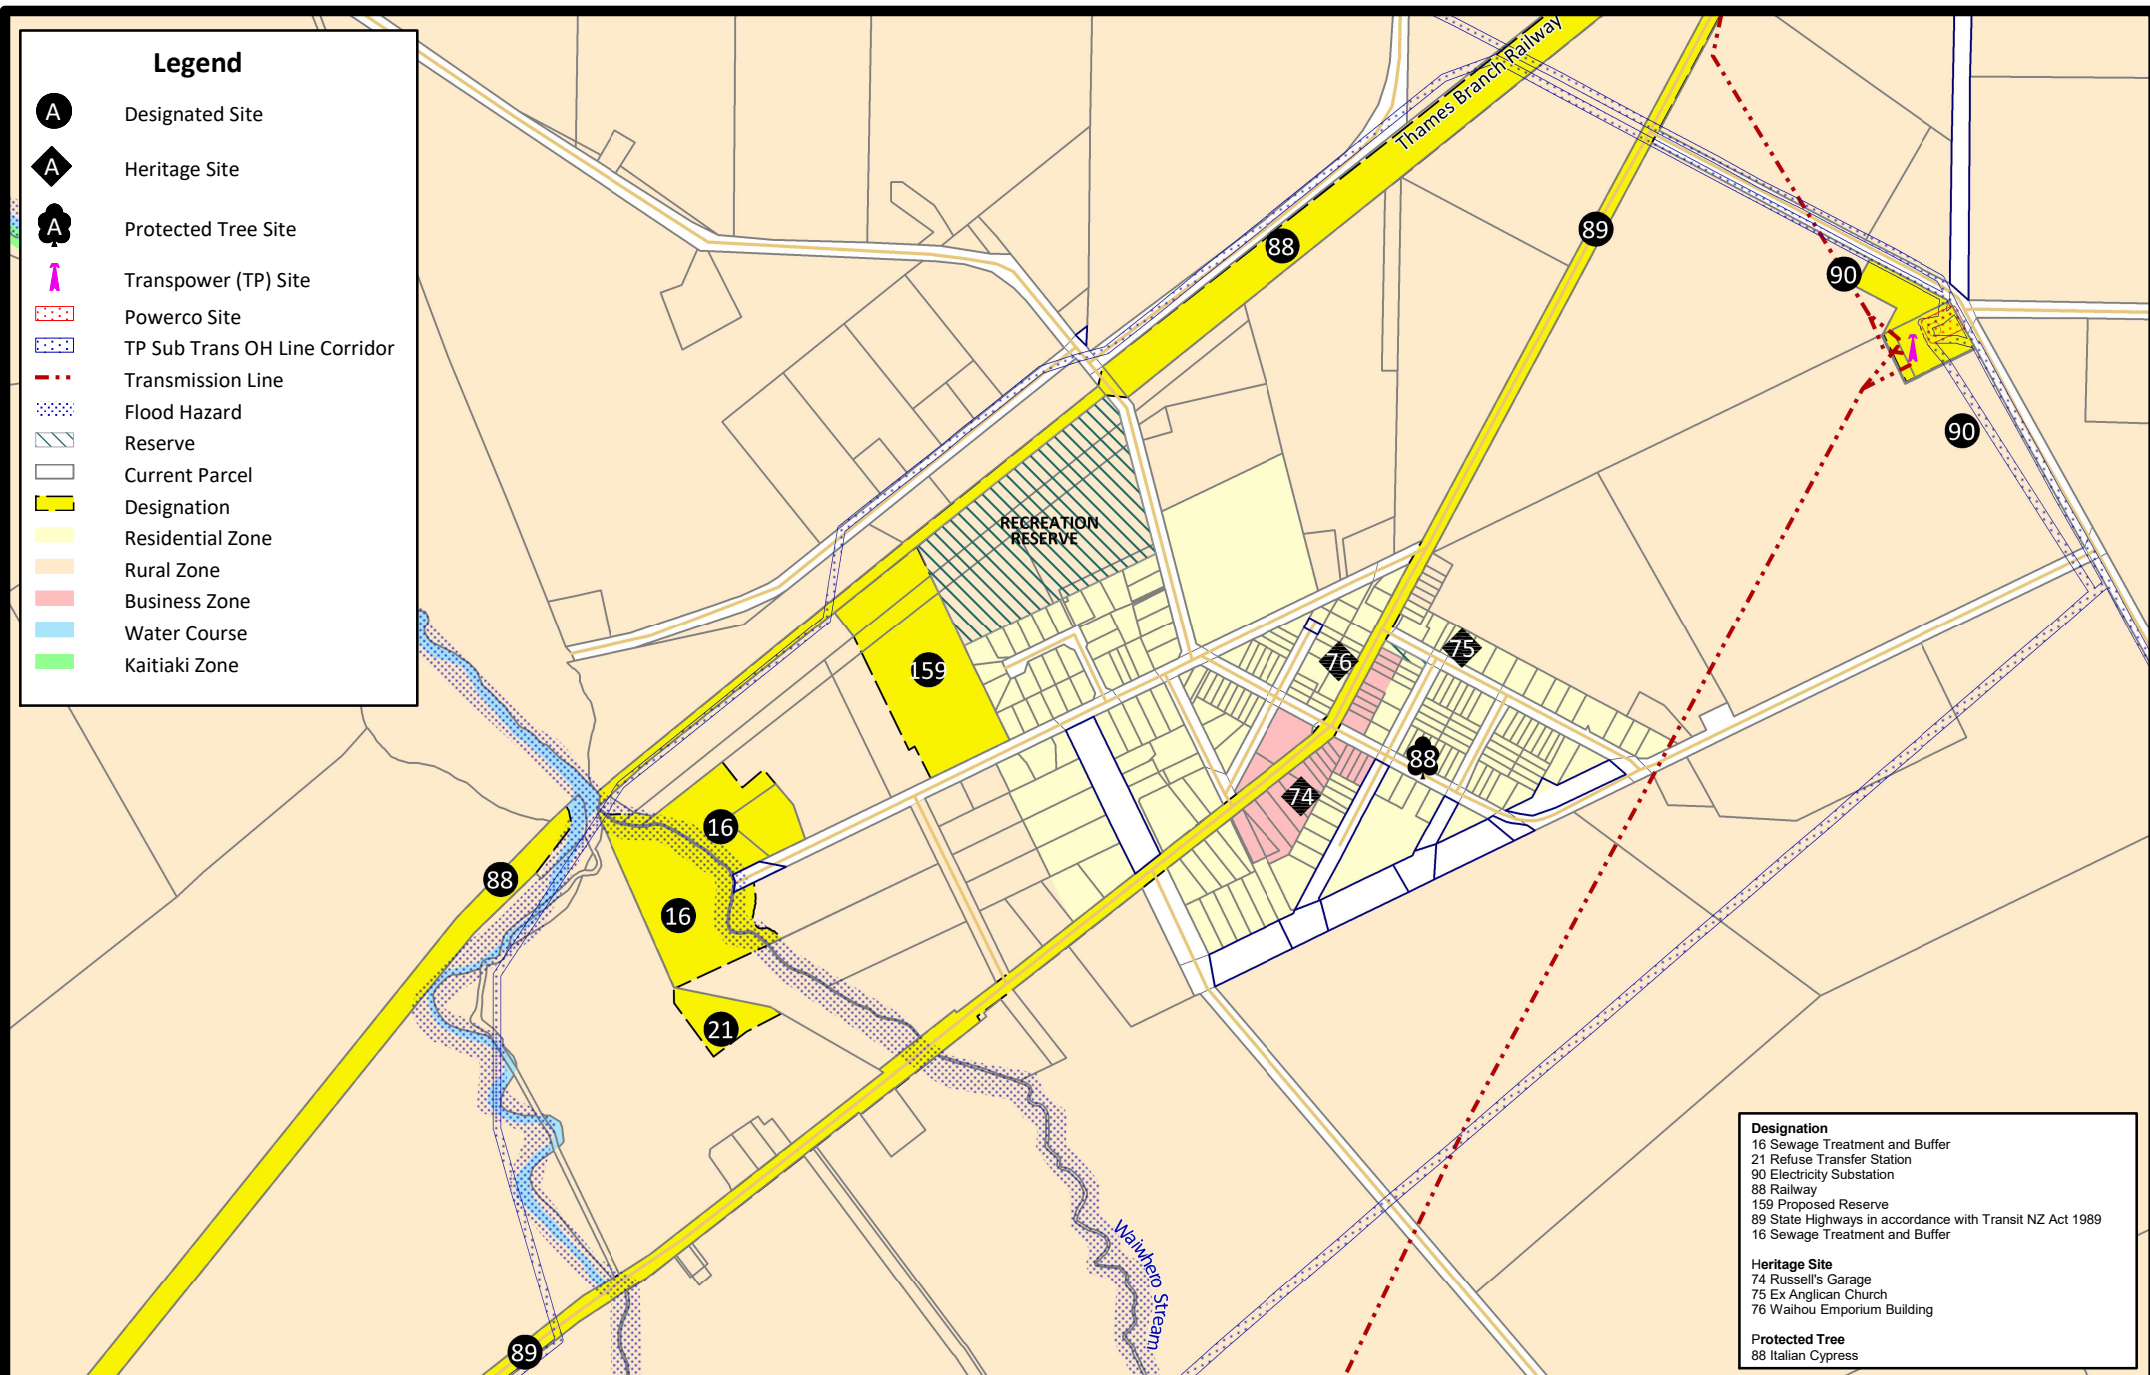 Legend
A Designated Site
A Heritage Site
A Protected Tree Site
Transpower (TP) Site
Powerco Site
TP Sub Trans OH Line Corridor
Transmission Line
Flood Hazard
Reserve
Current Parcel
Designation
Residential Zone
Rural Zone
Business Zone
Water Course
Kaitiaki Zone
Thames Branch Railway
88
89
90
90
RECREATION
RESERVE
159
76
75
88
74
16
88
16
21
Waiwhero Stream
89
Designation
16 Sewage Treatment and Buffer
21 Refuse Transfer Station
90 Electricity Substation
88 Railway
159 Proposed Reserve
89 State Highways in accordance with Transit NZ Act 1989
16 Sewage Treatment and Buffer
Heritage Site
74 Russell's Garage
75 Ex Anglican Church
76 Waihou Emporium Building
Protected Tree
88 Italian Cypress